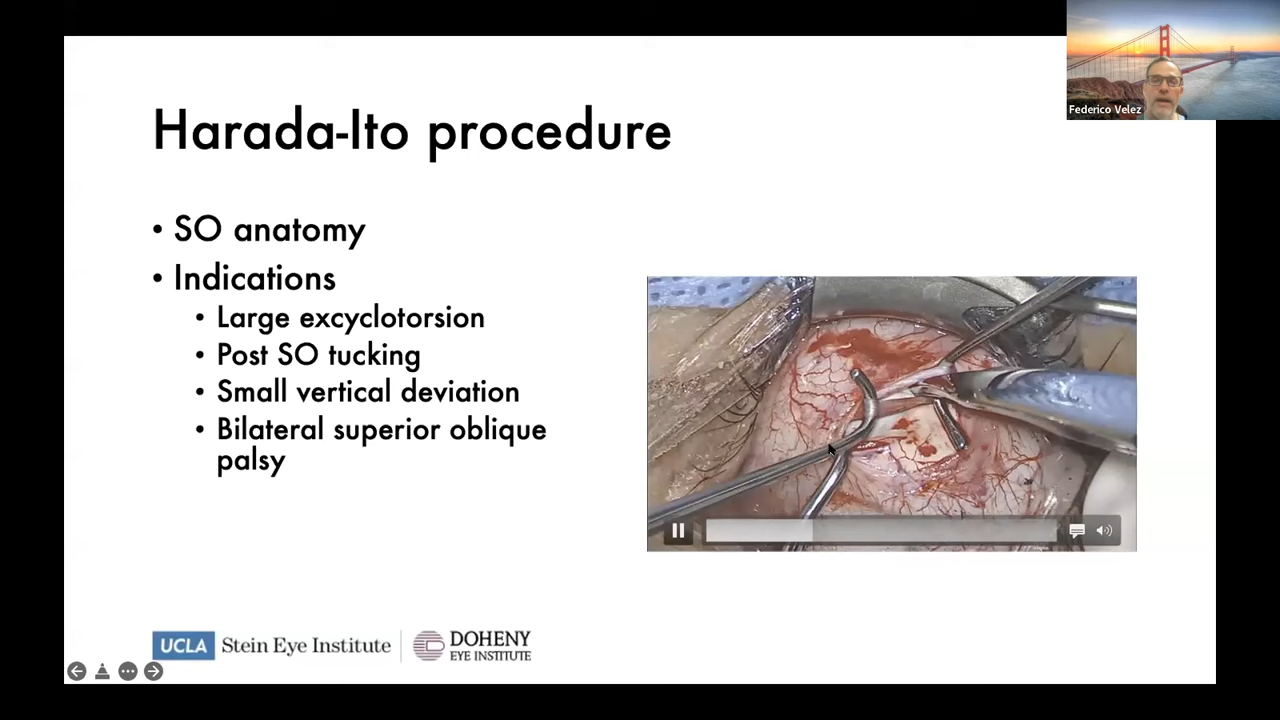 Federico Velez
Harada-Ito procedure
• SO anatomy
• Indications
• Large excyclotorsion
• Post SO tucking
• Small vertical deviation
• Bilateral superior oblique
palsy
UCLA Stein Eye Institute
DOHENY
EYE INSTITUTE